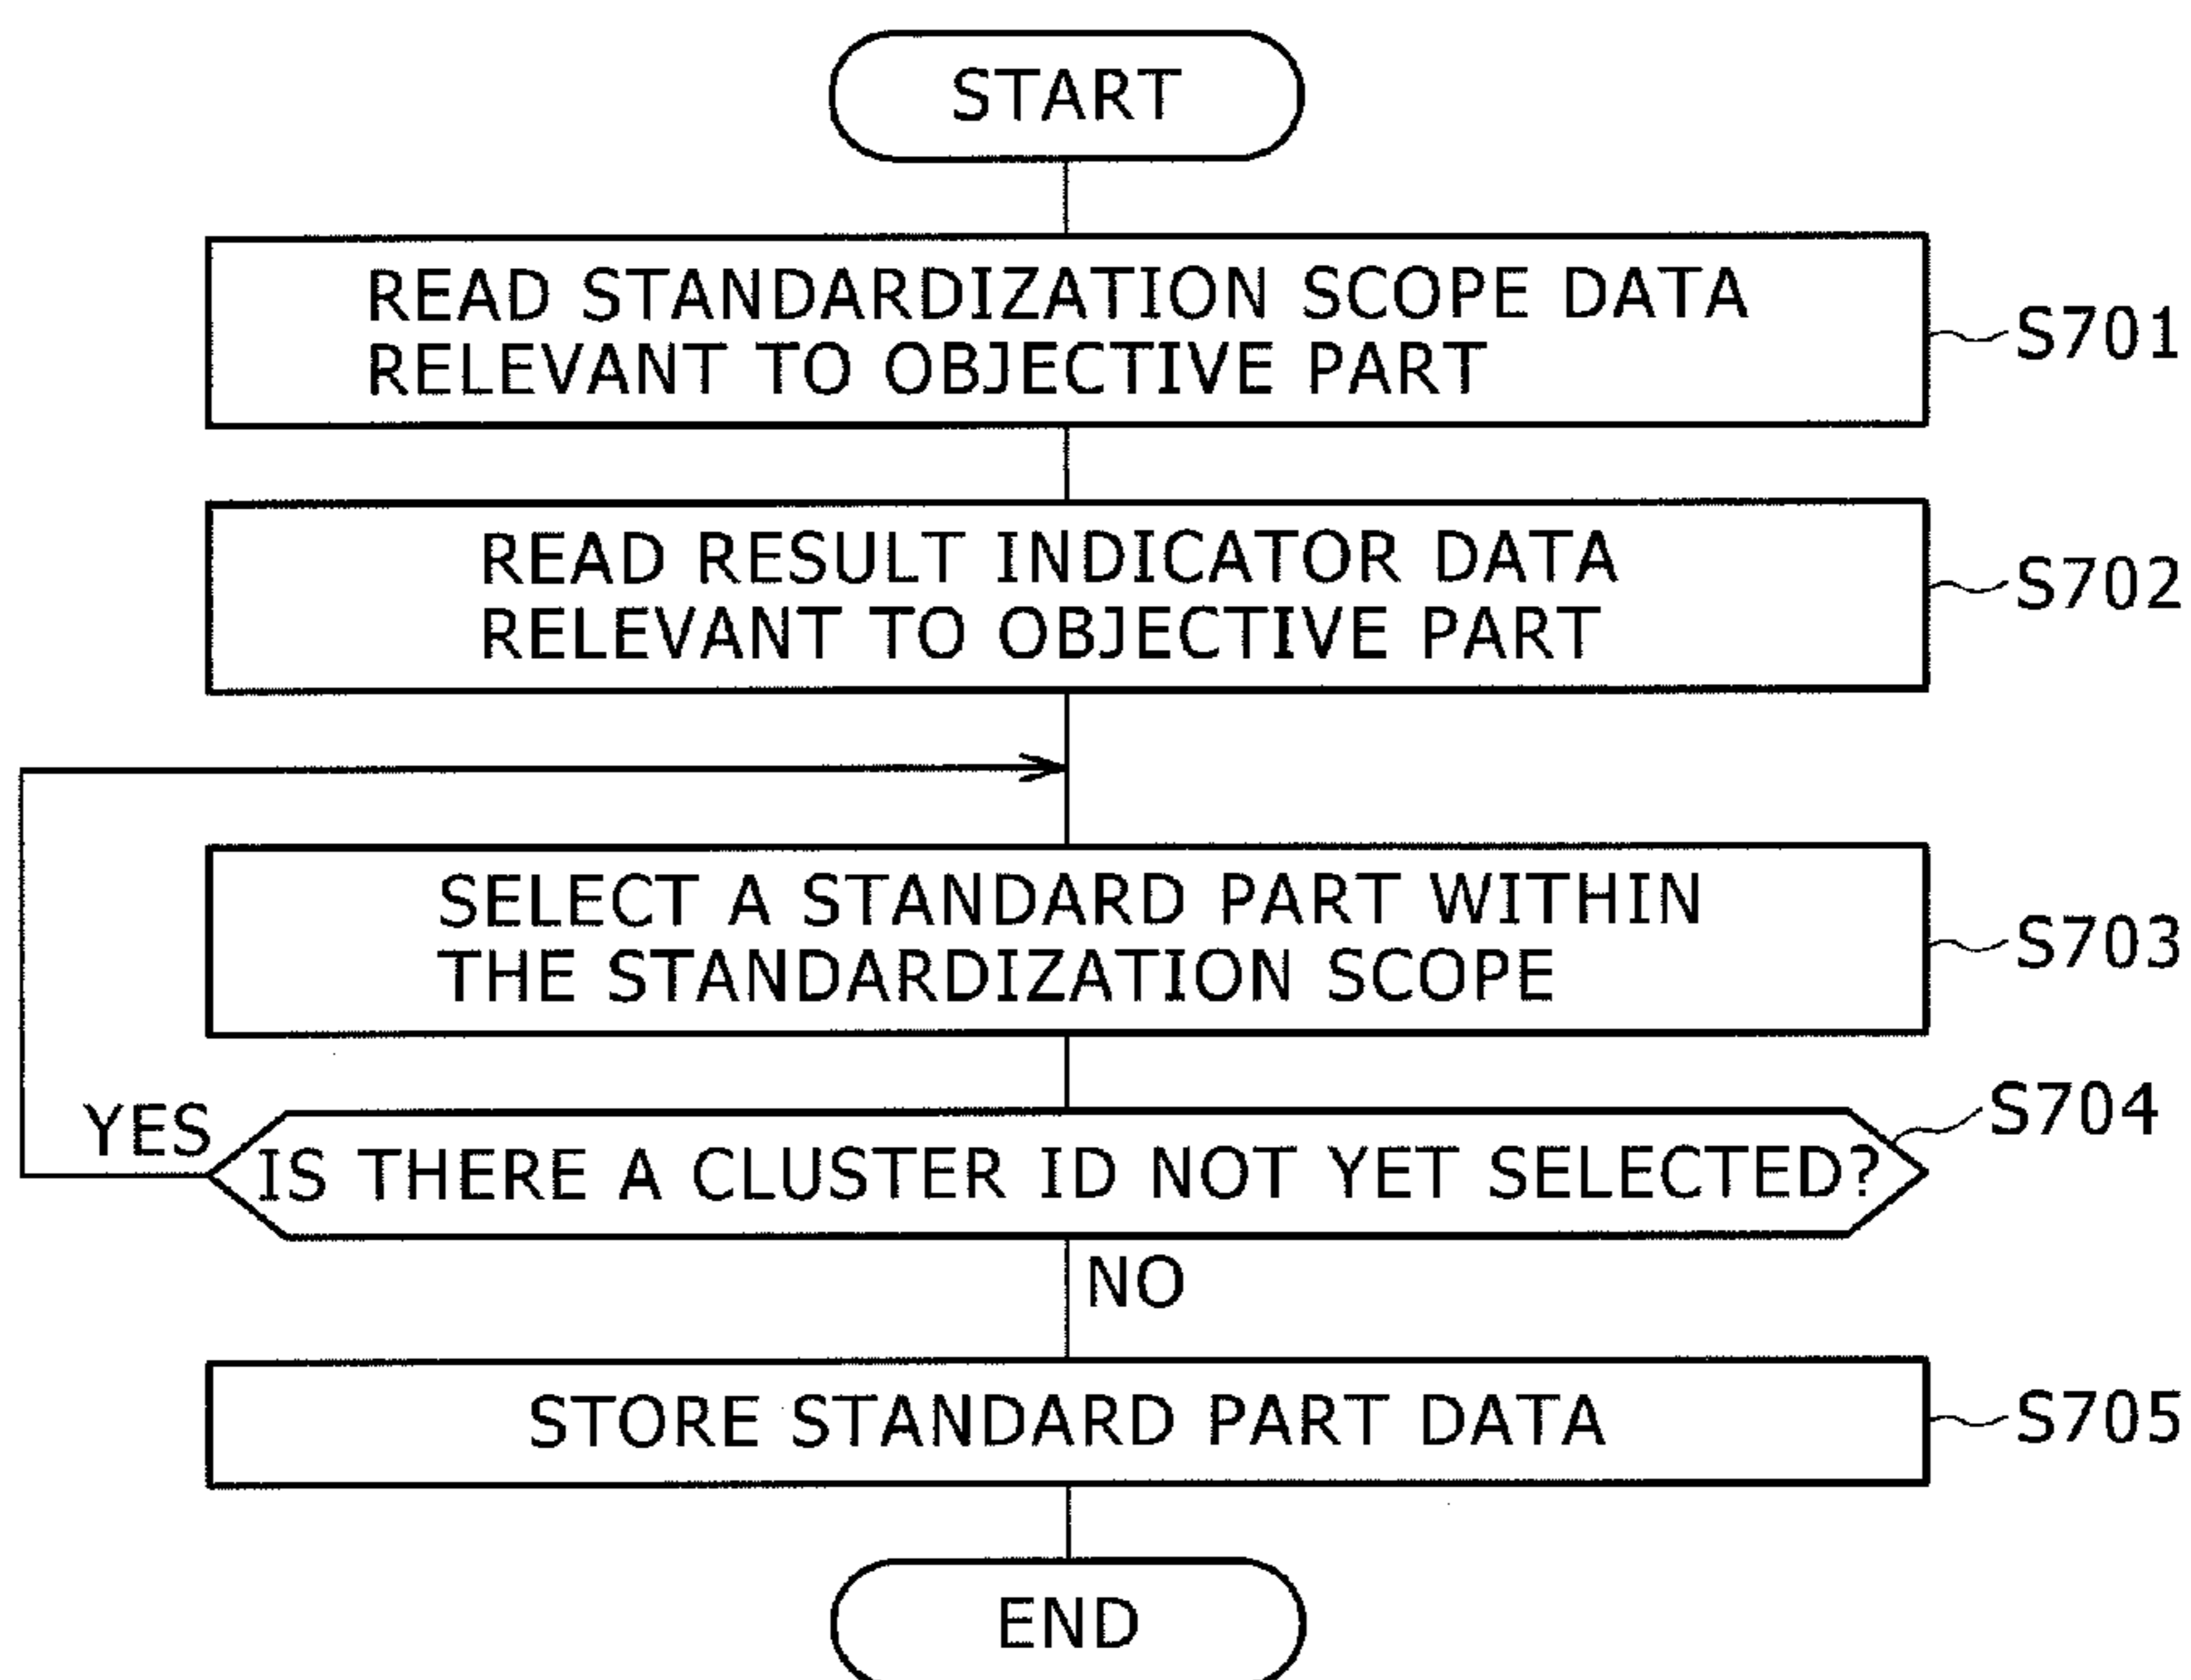 START
READ STANDARDIZATION SCOPE DATA
RELEVANT TO OBJECTIVE PART
S701
READ RESULT INDICATOR DATA
RELEVANT TO OBJECTIVE PART
S702
SELECT A STANDARD PART WITHIN
THE STANDARDIZATION SCOPE
S703
S704
YES
IS THERE A CLUSTER ID NOT YET SELECTED?
NO
STORE STANDARD PART DATA
S705
END